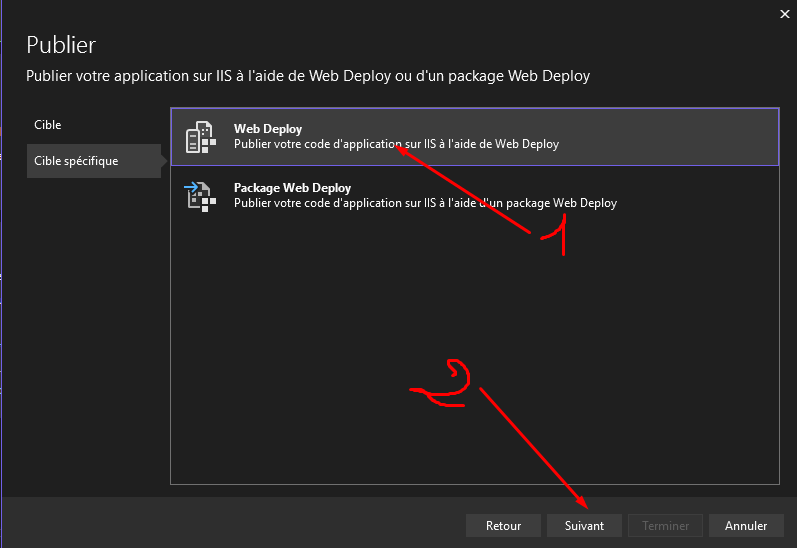 Publier
Publier votre application sur IIS à l'aide de Web Deploy ou d'un package Web Deploy
Cible
Cible spécifique
Web Deploy
Publier votre code d'application sur IIS à l'aide de Web Deploy
Package Web Deploy
Publier votre code d'application sur IIS à l'aide d'un package Web Deploy
1
2
Retour
Suivant
Terminer
Annuler